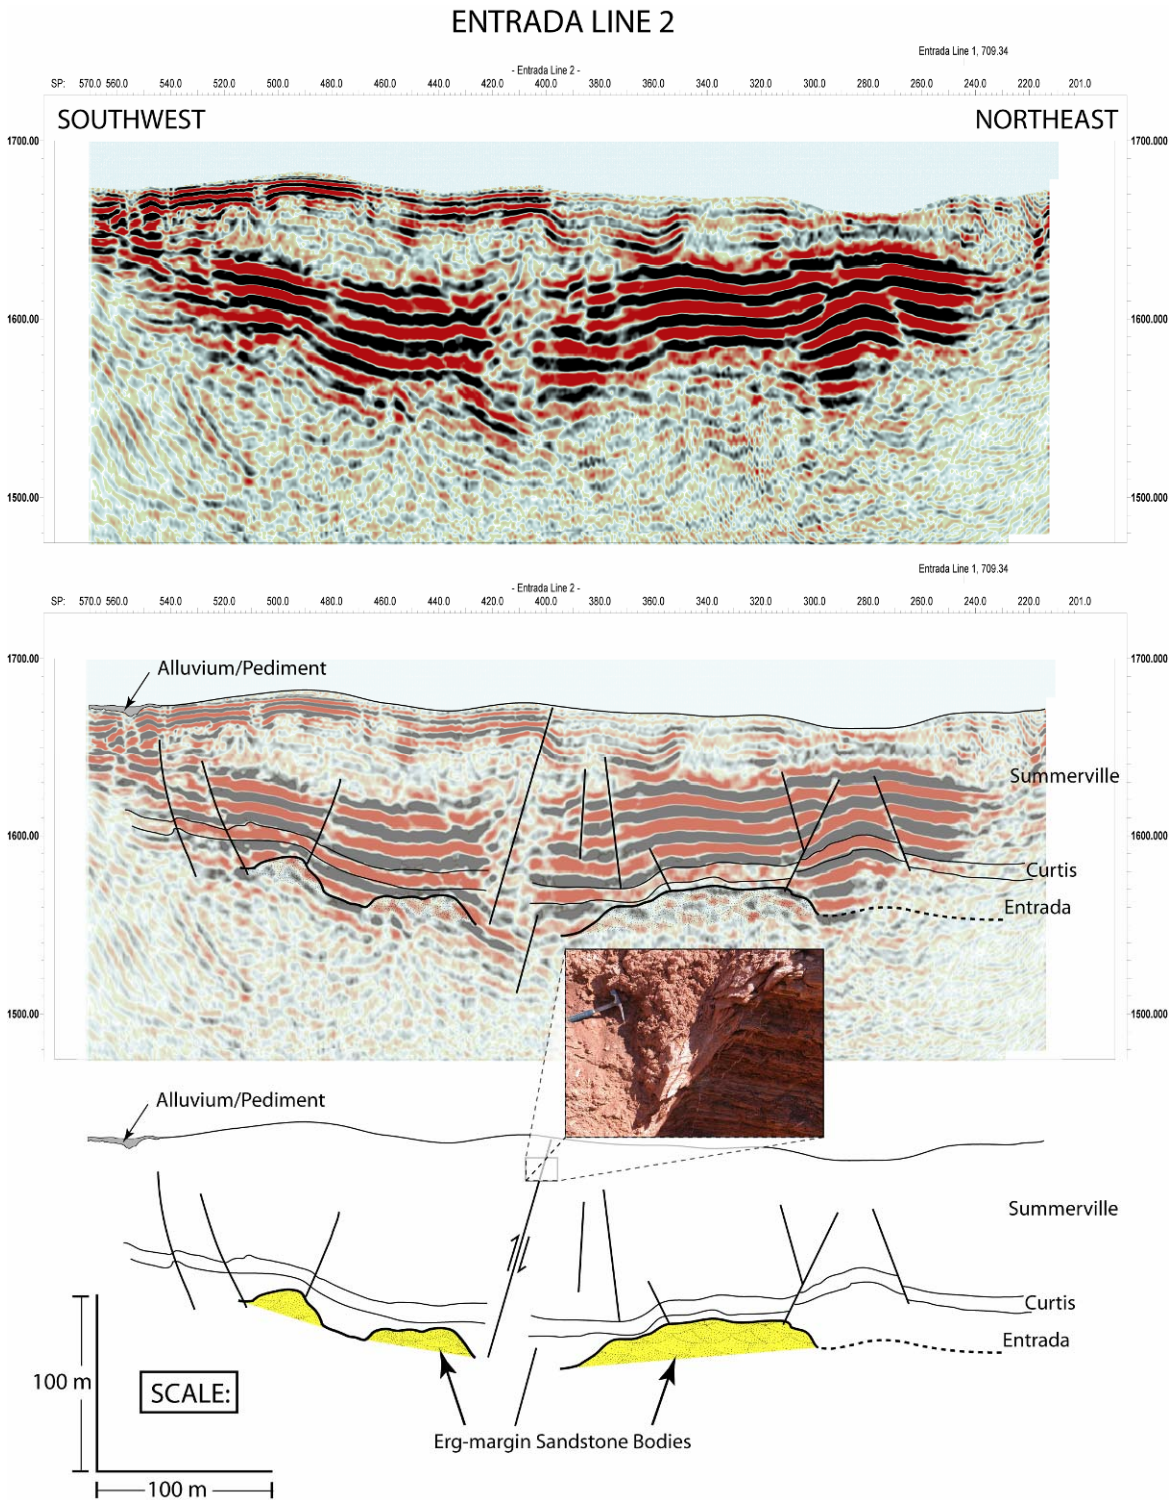 ENTRADA LINE 2
Entrada Line 1, 709.34
- Entrada Line 2 -
SP: 570.0 560.0 540.0 520.0 500.0 480.0 460.0 440.0 420.0 400.0 380.0 360.0 340.0 320.0 300.0 280.0 260.0 240.0 220.0 201.0
SOUTHWEST NORTHEAST
1700.00 1700.000
1600.00 1600.000
1500.00 1500.000
Entrada Line 1, 709.34
- Entrada Line 2 -
SP: 570.0 560.0 540.0 520.0 500.0 480.0 460.0 440.0 420.0 400.0 380.0 360.0 340.0 320.0 300.0 280.0 260.0 240.0 220.0 201.0
1700.00 1700.000
Alluvium/Pediment
Summerville
1600.00 1600.000
Curtis
Entrada
1500.00 1500.000
Alluvium/Pediment
Summerville
Curtis
Entrada
100 m
SCALE:
Erg-margin Sandstone Bodies
100 m